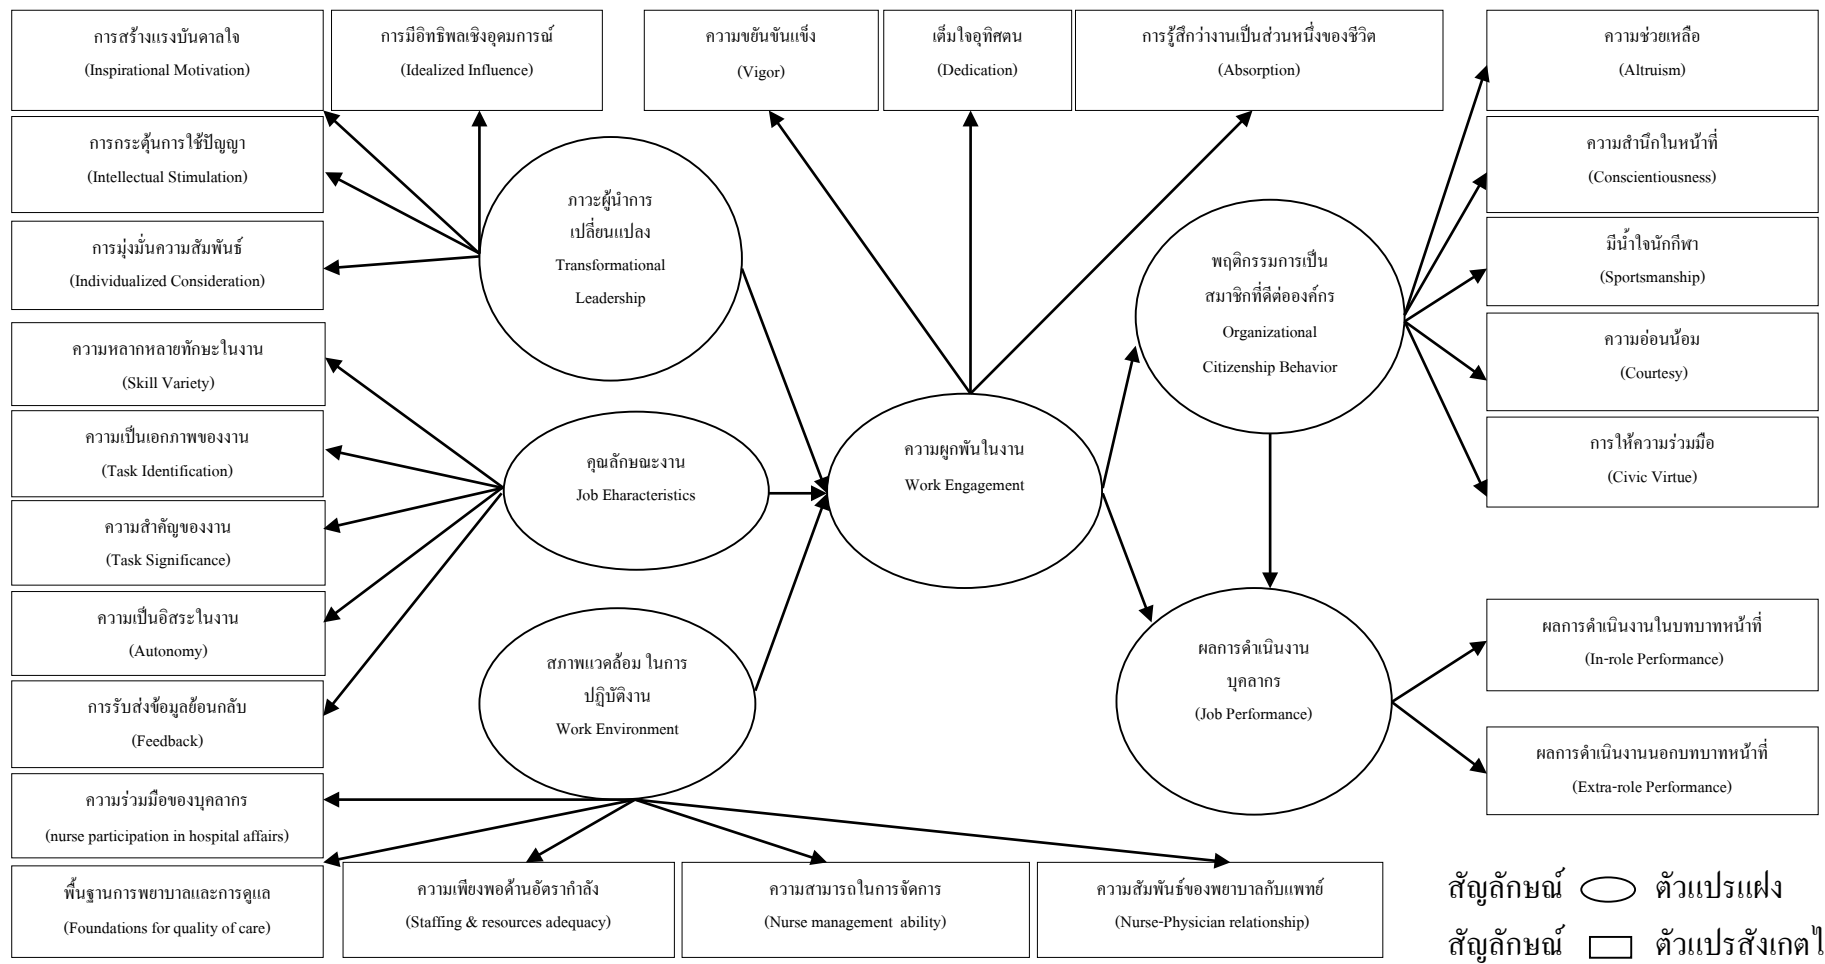 การสร้างแรงบันดาลใจ
(Inspirational Motivation)
การมีอิทธิพลเชิงอุดมการณ์
(Idealized Influence)
ความขยันขันแข็ง
(Vigor)
เต็มใจอุทิศตน
(Dedication)
การรู้สึกว่างานเป็นส่วนหนึ่งของชีวิต
(Absorption)
ความช่วยเหลือ
(Altruism)
การกระตุ้นการใช้ปัญญา
(Intellectual Stimulation)
ความสำนึกในหน้าที่
(Conscientiousness)
การมุ่งมั่นความสัมพันธ์
(Individualized Consideration)
ภาวะผู้นำการ
เปลี่ยนแปลง
Transformational
Leadership
พฤติกรรมการเป็น
สมาชิกที่ดีต่อองค์กร
Organizational
Citizenship Behavior
มีน้ำใจนักกีฬา
(Sportsmanship)
ความหลากหลายทักษะในงาน
(Skill Variety)
ความอ่อนน้อม
(Courtesy)
ความเป็นเอกภาพของงาน
(Task Identification)
คุณลักษณะงาน
Job Eharacteristics
ความผูกพันในงาน
Work Engagement
การให้ความร่วมมือ
(Civic Virtue)
ความสำคัญของงาน
(Task Significance)
ความเป็นอิสระในงาน
(Autonomy)
สภาพแวดล้อม ในการ
ปฏิบัติงาน
Work Environment
ผลการดำเนินงาน
บุคลากร
(Job Performance)
ผลการดำเนินงานในบทบาทหน้าที่
(In-role Performance)
การรับส่งข้อมูลย้อนกลับ
(Feedback)
ผลการดำเนินงานนอกบทบาทหน้าที่
(Extra-role Performance)
ความร่วมมือของบุคลากร
(nurse participation in hospital affairs)
พื้นฐานการพยาบาลและการดูแล
(Foundations for quality of care)
ความเพียงพอด้านอัตรากำลัง
(Staffing & resources adequacy)
ความสามารถในการจัดการ
(Nurse management ability)
ความสัมพันธ์ของพยาบาลกับแพทย์
(Nurse-Physician relationship)
สัญลักษณ์ ตัวแปรแฝง
สัญลักษณ์ ตัวแปรสังเกตไ